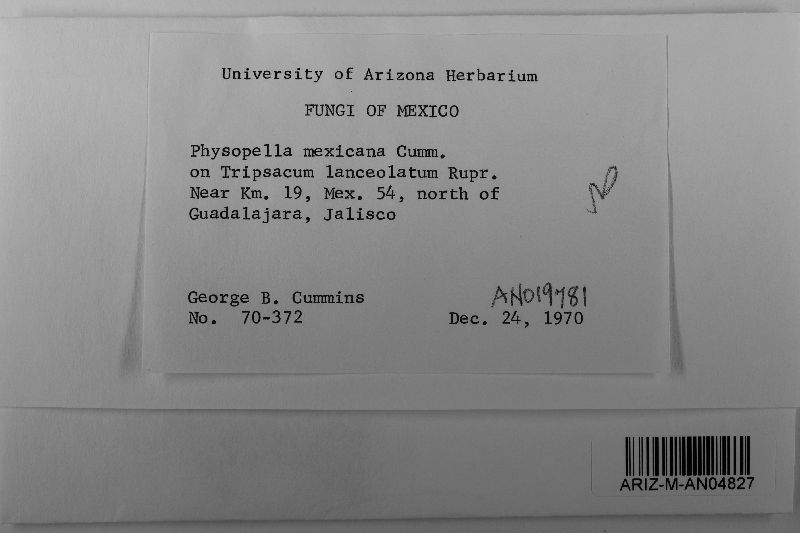 University of Arizona Herbarium
FUNGI OF MEXICO
Physopella mexicana Cumm.
on Tripsacum lanceolatum Rupr.
Near Km. 19, Mex. 54, north of
Guadalajara, Jalisco
George B. Cummins
No. 70-372
AN019781
Dec. 24, 1970
ARIZ-M-AN04827